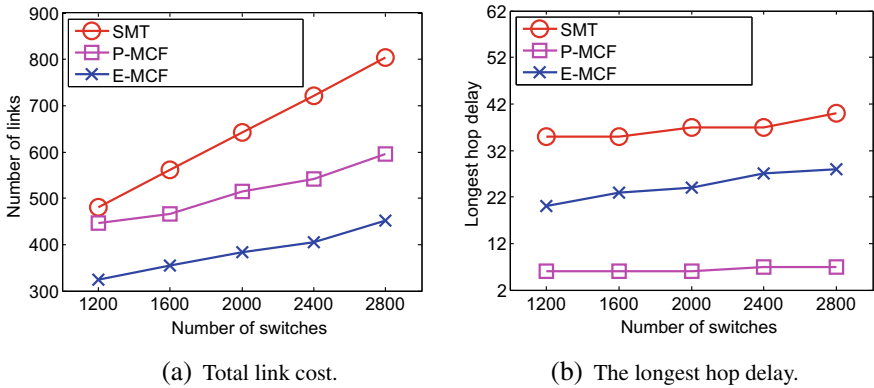 900
800
700
600
500
400
300
Number of links
SMT
P-MCF
E-MCF
1200 1600 2000 2400 2800
Number of switches
(a) Total link cost.
62
52
42
32
22
12
2
Longest hop delay
SMT
P-MCF
E-MCF
1200 1600 2000 2400 2800
Number of switches
(b) The longest hop delay.